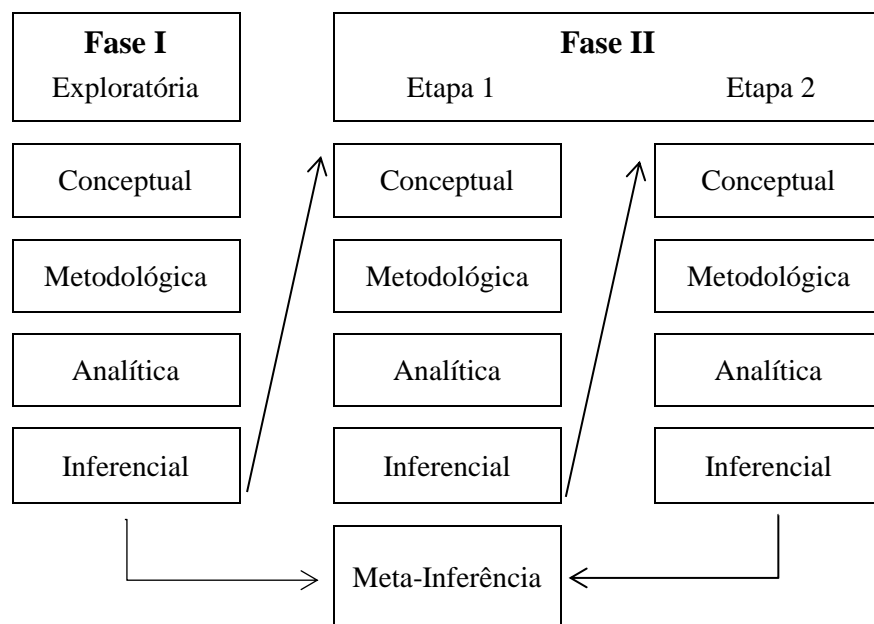 Fase I
Exploratória
Fase II
Etapa 1 Etapa 2
Conceptual Conceptual Conceptual
Metodológica Metodológica Metodológica
Analítica Analítica Analítica
Inferencial Inferencial Inferencial
Meta-Inferência